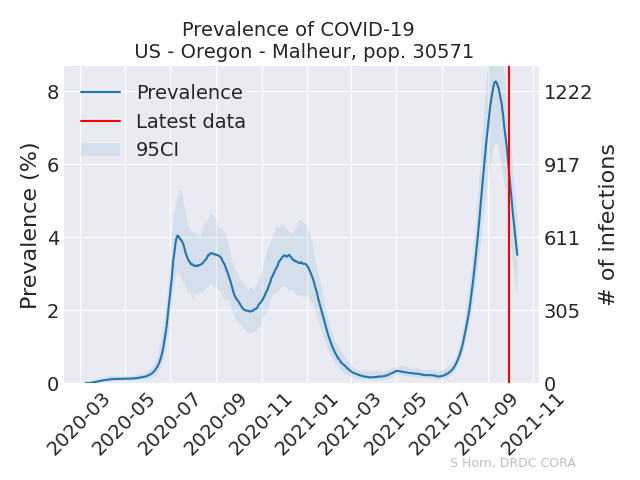 Prevalence of COVID-19
US - Oregon - Malheur, pop. 30571
Prevalence
Latest data
95CI
Prevalence (%)
8
6
4
2
0
# of infections
1222
917
611
305
0
2020-03
2020-05
2020-07
2020-09
2020-11
2021-01
2021-03
2021-05
2021-07
2021-09
2021-11
S Horn, DRDC CORA